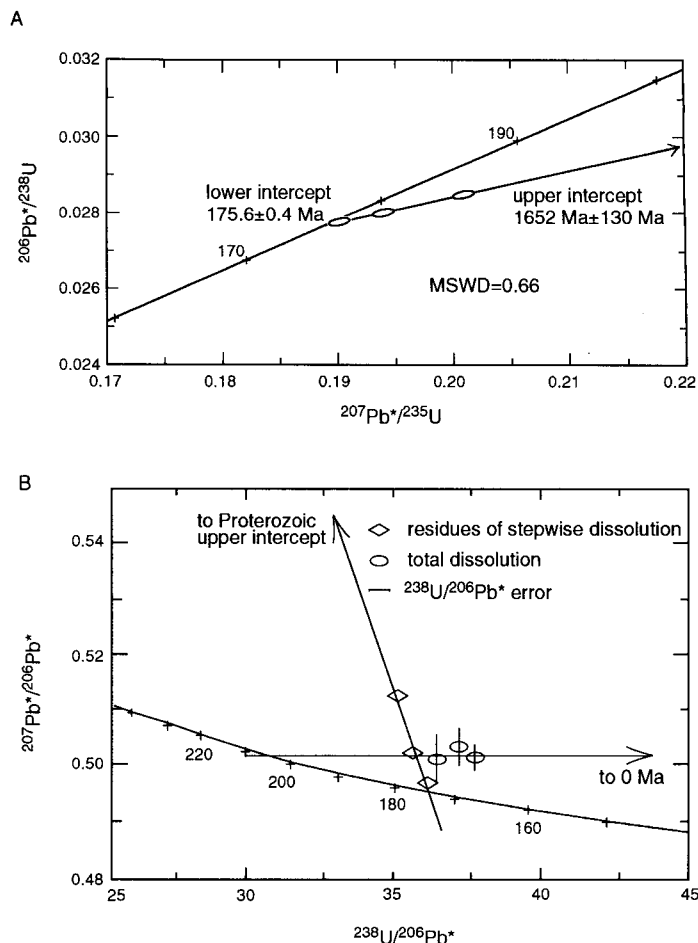 A
0.032
0.030
0.028
0.026
0.024
206Pb*/238U
190
170
lower intercept
175.6±0.4 Ma
upper intercept
1652 Ma±130 Ma
MSWD=0.66
0.17
0.18
0.19
0.20
0.21
0.22
207Pb*/235U
B
to Proterozoic
upper intercept
residues of stepwise dissolution
total dissolution
238U/206Pb* error
0.54
0.52
0.50
0.48
207Pb*/206Pb*
220
200
180
160
to 0 Ma
25
30
35
40
45
238U/206Pb*